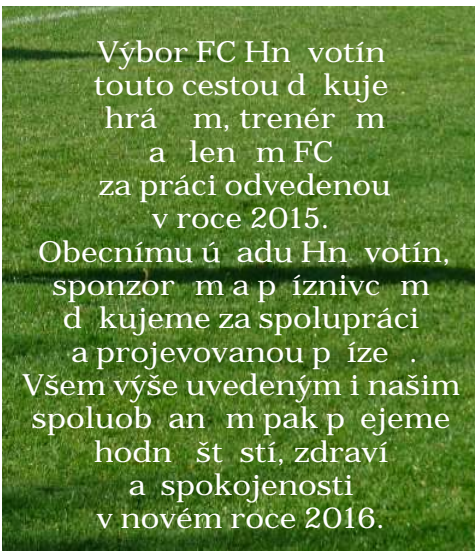 Výbor FC Hn votín
touto cestou d kuje
hrá m, trenér m
a len m FC
za práci odvedenou
v roce 2015.
Obecnímu ú adu Hn votín,
sponzor m a p íznivc m
d kujeme za spolupráci
a projevovanou p íze .
Všem výše uvedeným i našim
spoluob an m pak p ejeme
hodn št stí, zdraví
a spokojenosti
v novém roce 2016.